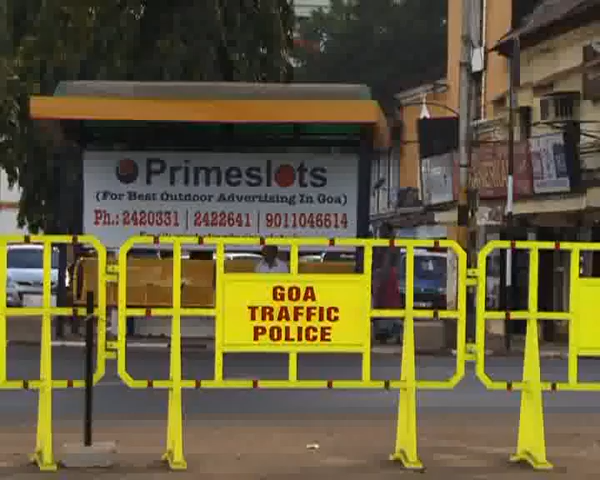 Primeslots
(For Best Outdoor Advertising In Goa)
Ph.: 2420331 | 2422641 | 9011046614
GOA
TRAFFIC
POLICE